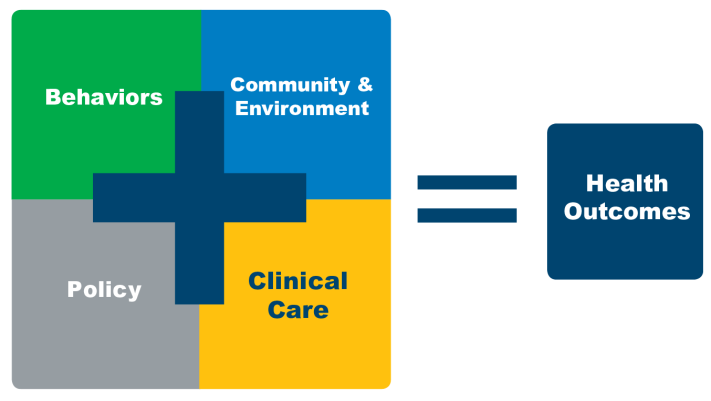 Behaviors
Community &
Environment
Policy
Clinical
Care
Health
Outcomes